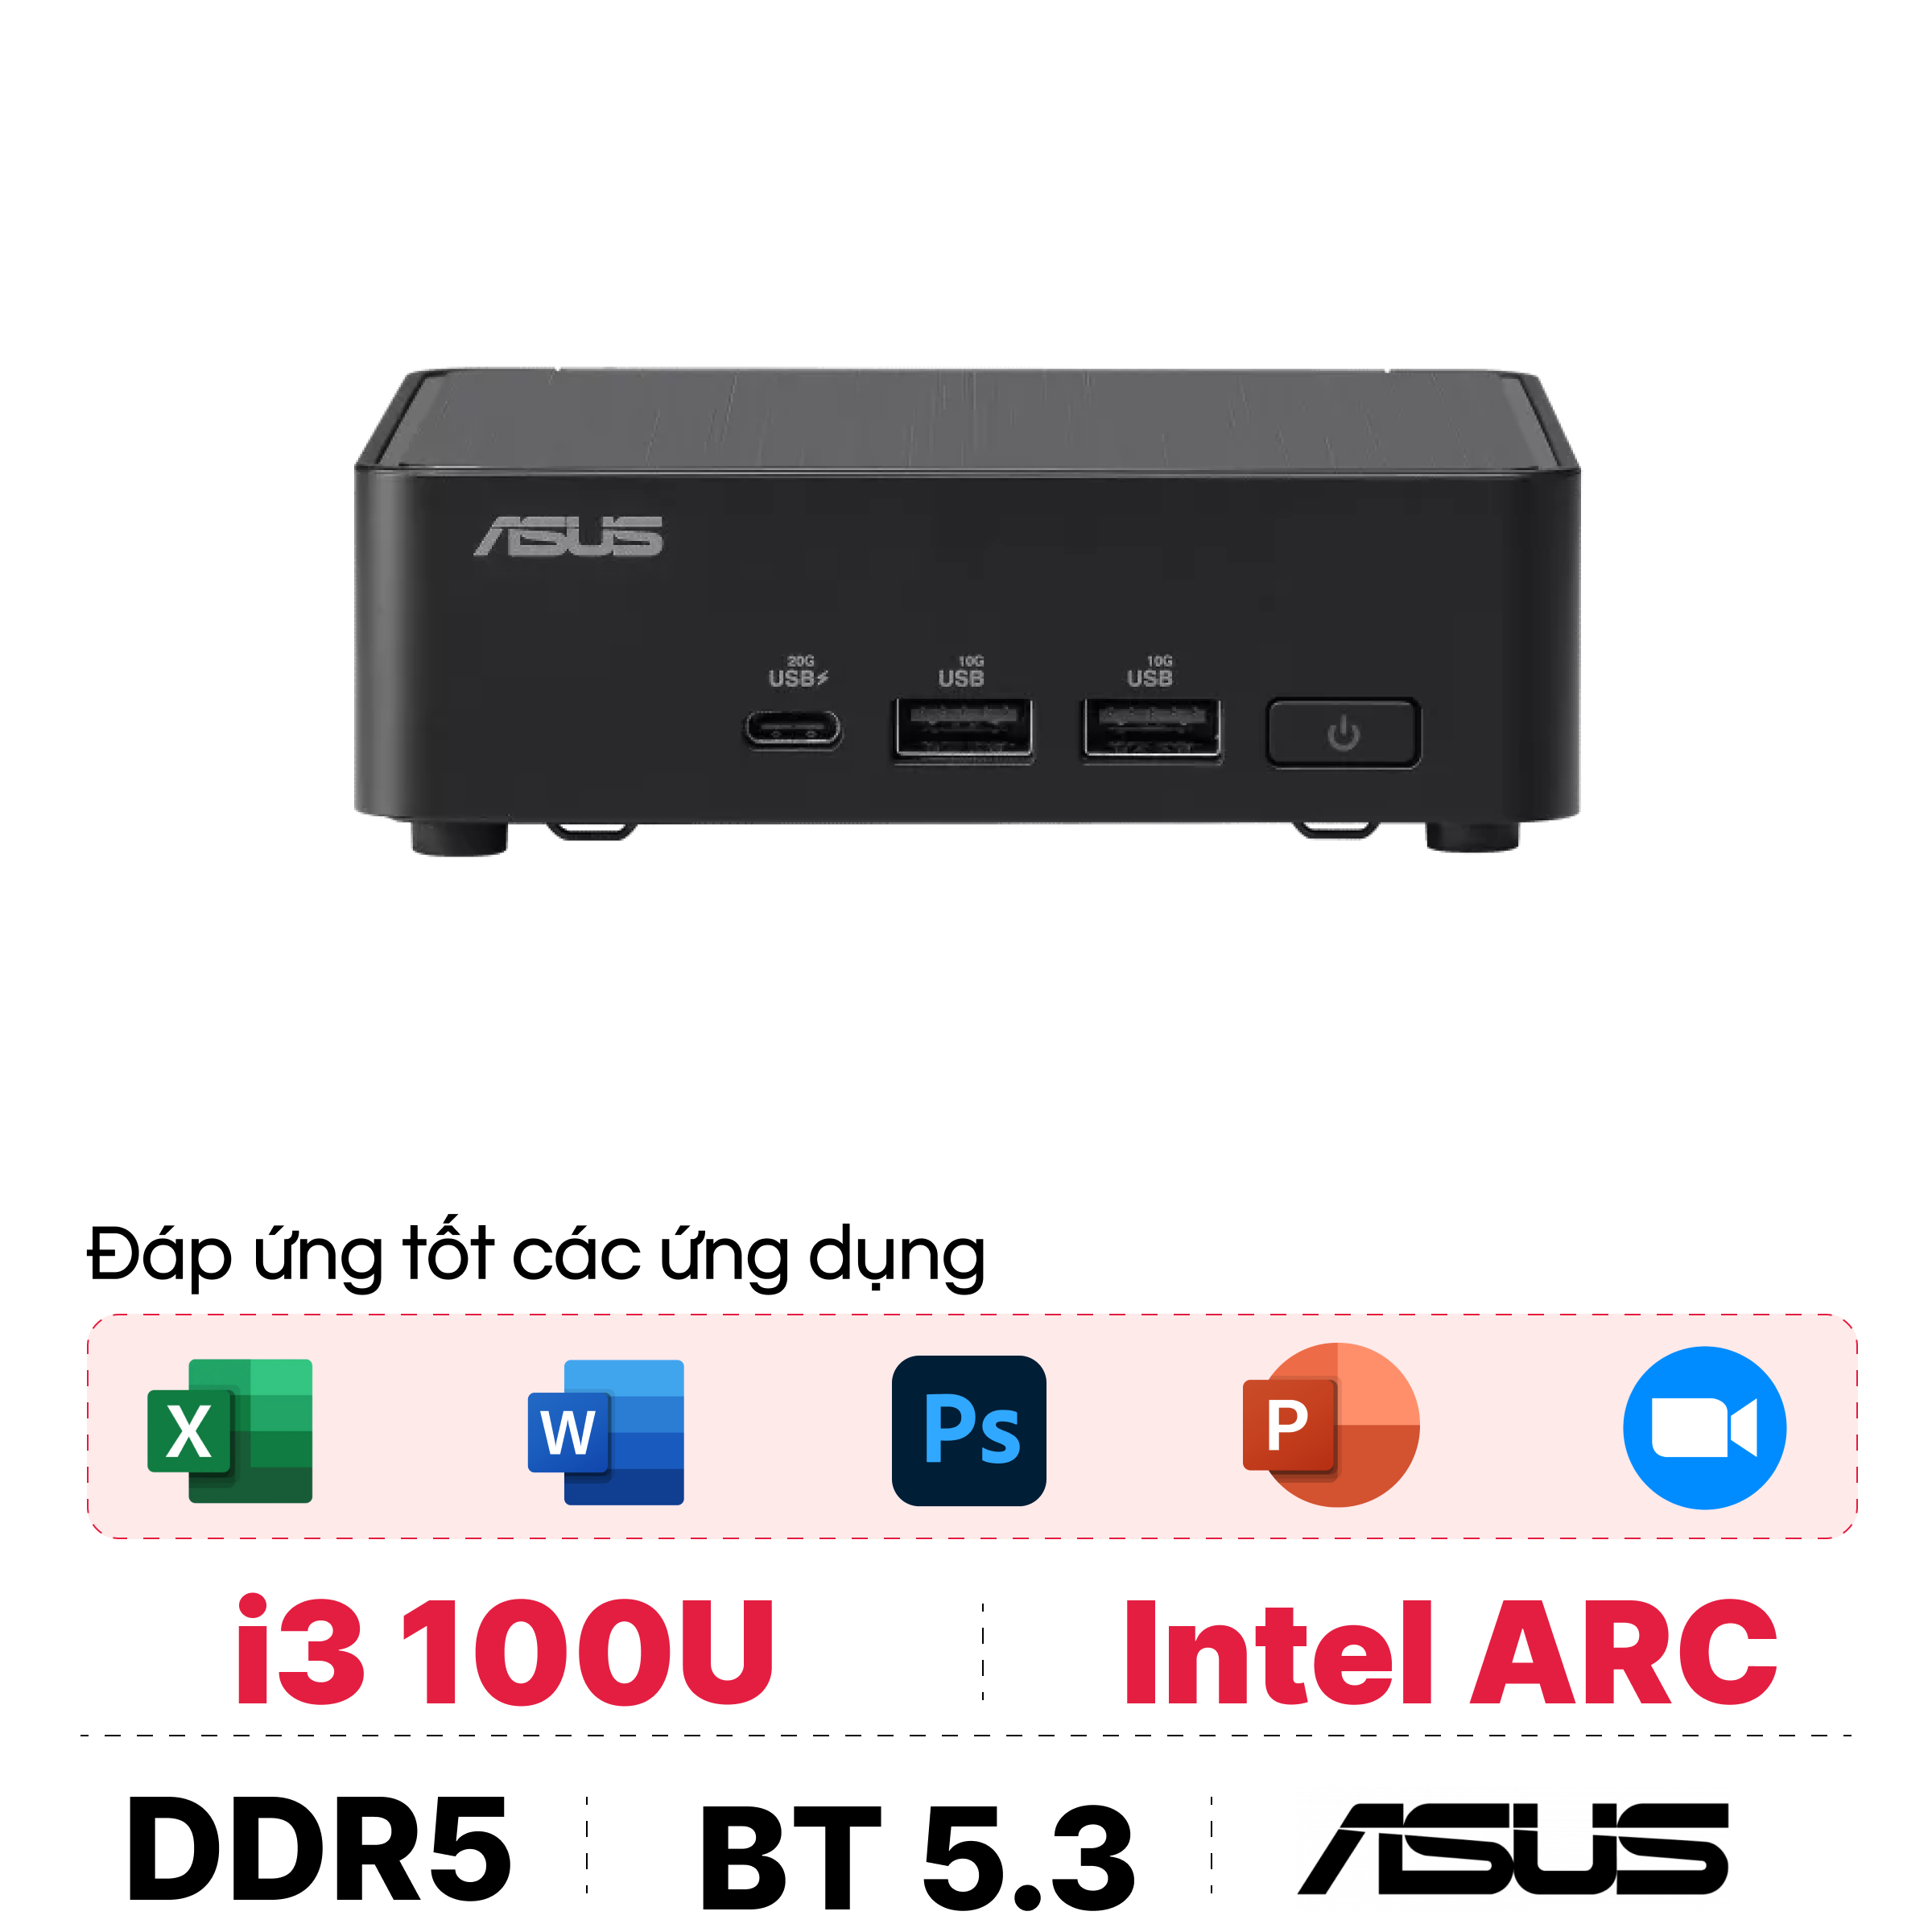 ASUS
20G 10G 10G
USB USB USB
Đáp ứng tốt các ứng dụng
X W Ps P
i3 100U Intel ARC
DDR5 BT 5.3 ASUS